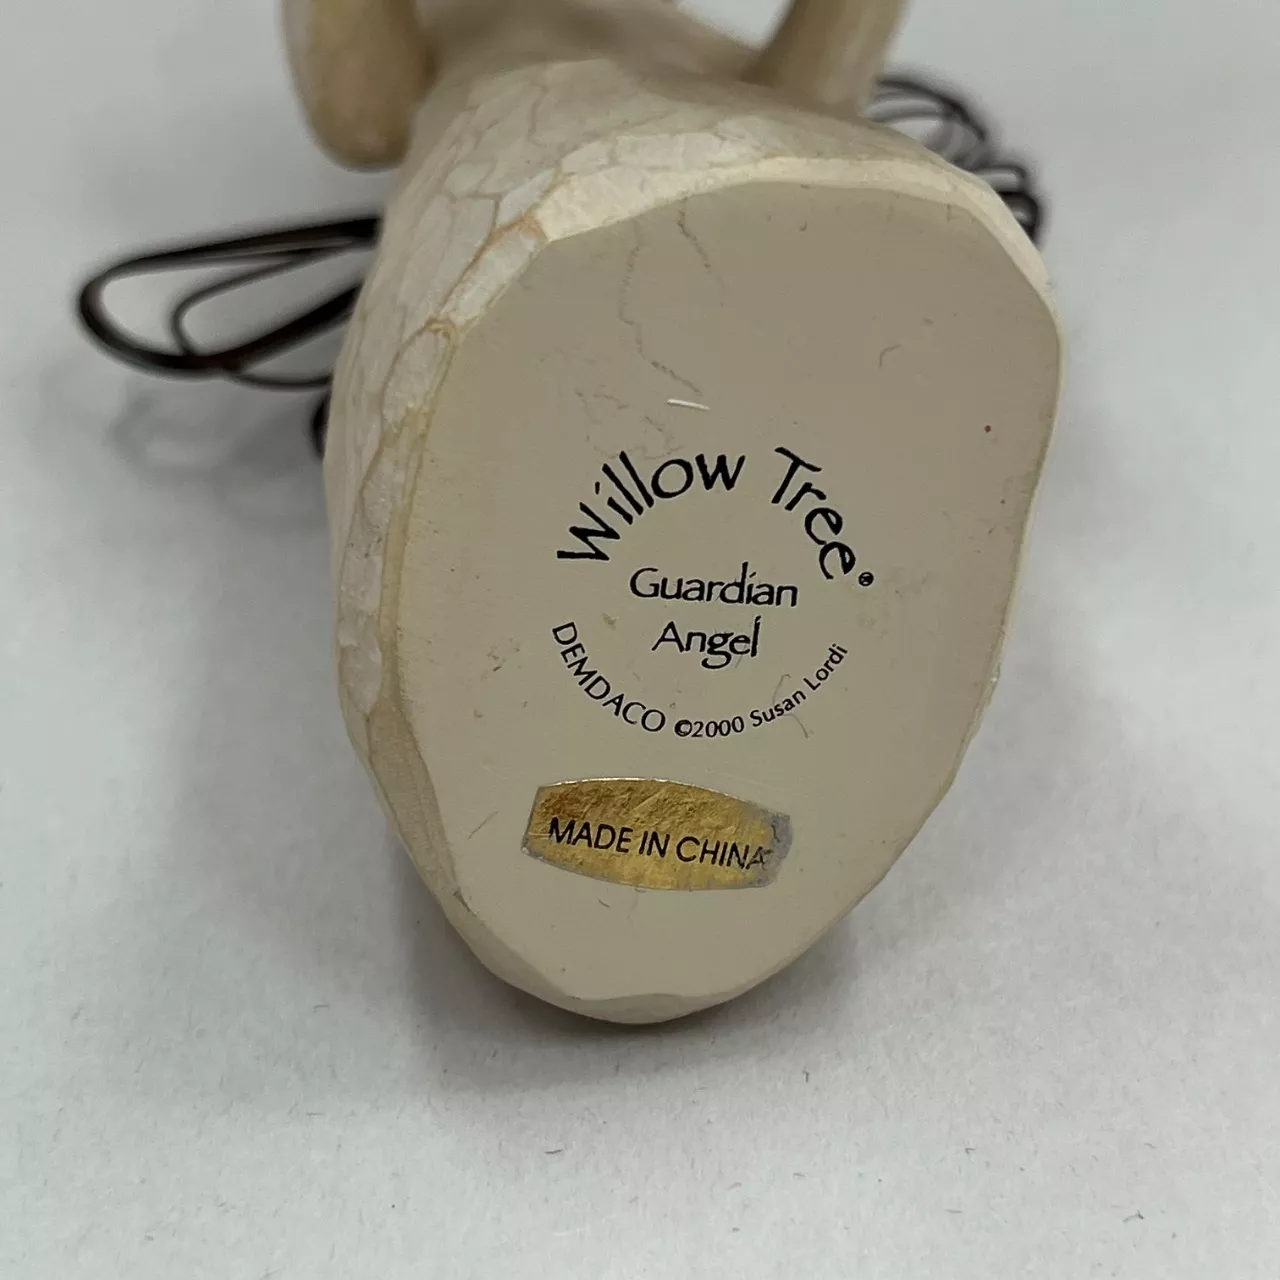 Willow Tree®
Guardian
Angel
DEMDACO ©2000 Susan Lordi
MADE IN CHINA